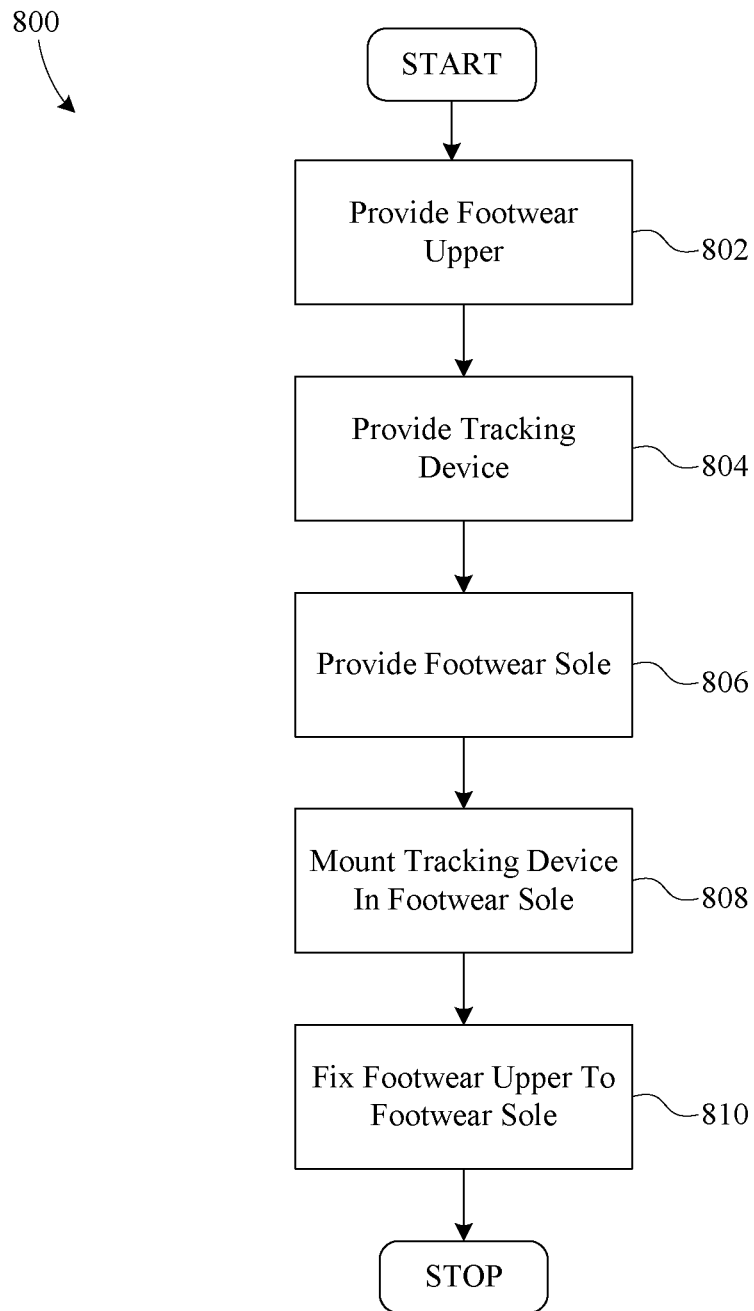 800
START
Provide Footwear
Upper
802
Provide Tracking
Device
804
Provide Footwear Sole
806
Mount Tracking Device
In Footwear Sole
808
Fix Footwear Upper To
Footwear Sole
810
STOP